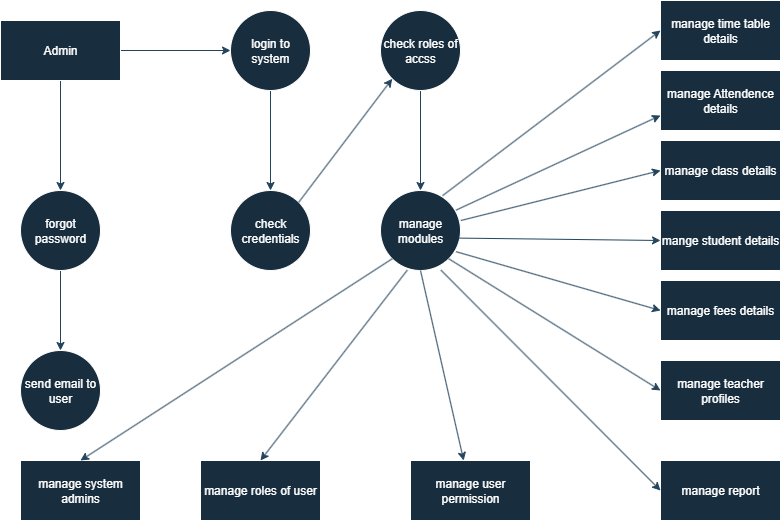 Admin
login to
system
check roles of
accss
manage time table
details
manage Attendence
details
manage class details
forgot
password
check
credentials
manage
modules
mange student details
manage fees details
send email to
user
manage teacher
profiles
manage system
admins
manage roles of user
manage user
permission
manage report